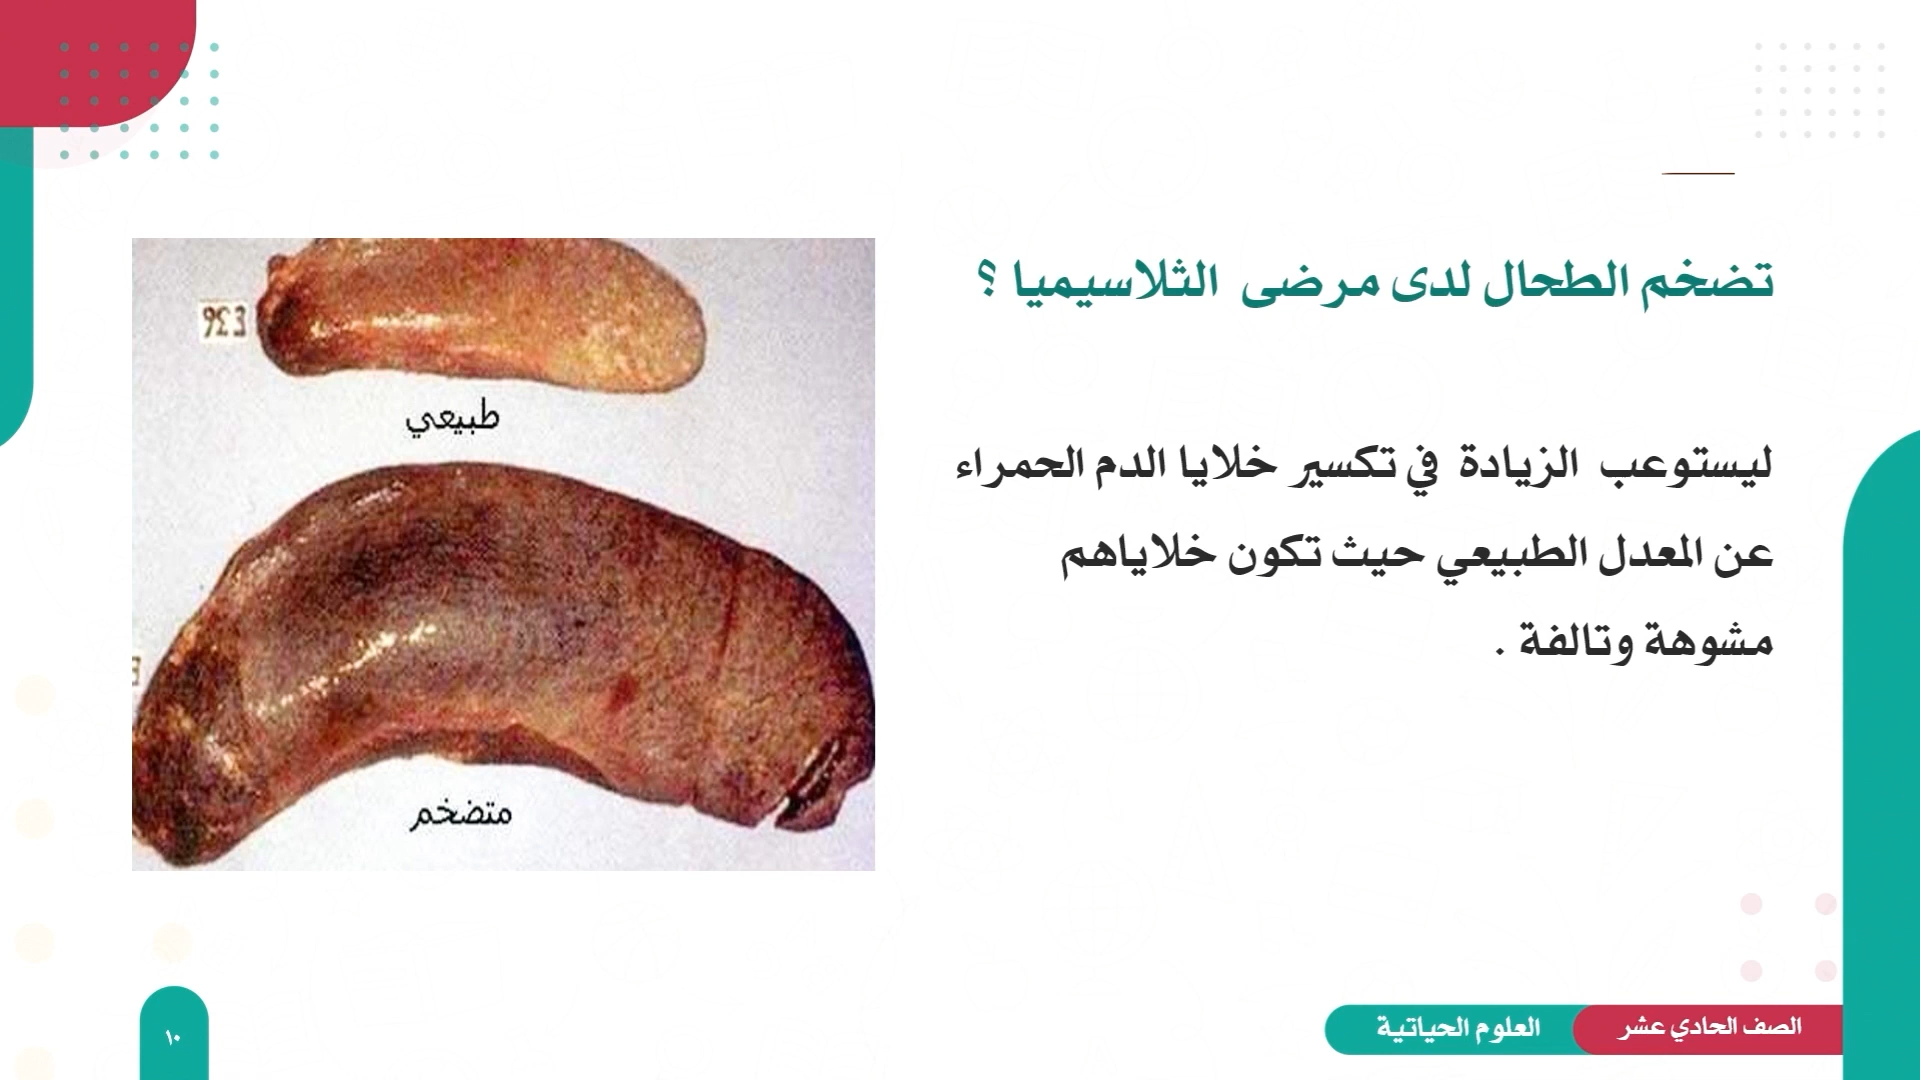 تضخم الطحال لدى مرضى الثلاسيميا ؟
ليستوعب الزيادة في تكسير خلايا الدم الحمراء
عن المعدل الطبيعي حيث تكون خلاياهم
مشوهة وتالفة .
طبيعي
متضخم
الصف الحادي عشر
العلوم الحياتية
١٠